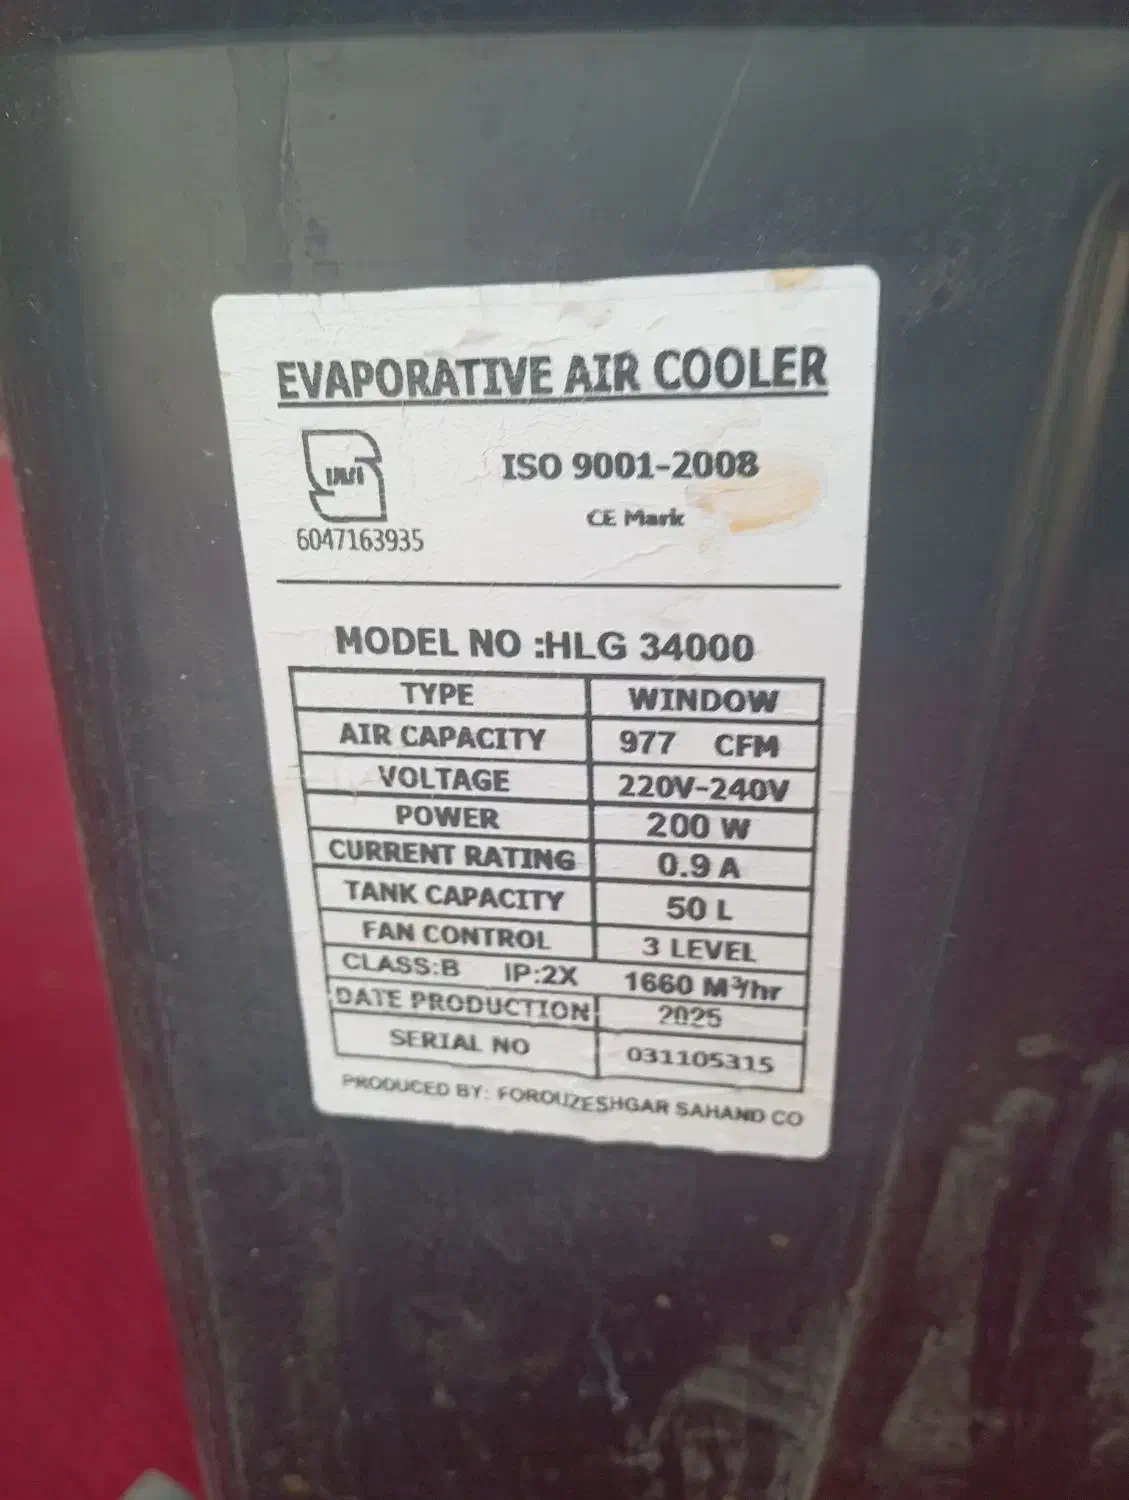 EVAPORATIVE AIR COOLER
ISO 9001-2008
CE Mark
6047163935
MODEL NO :HLG 34000
TYPE WINDOW
AIR CAPACITY 977 CFM
VOLTAGE 220V-240V
POWER 200 W
CURRENT RATING 0.9 A
TANK CAPACITY 50 L
FAN CONTROL 3 LEVEL
CLASS:B IP:2X 1660 M³/hr
DATE PRODUCTION 2025
SERIAL NO 031105315
PRODUCED BY: FOROUZESHGAR SAHAND CO